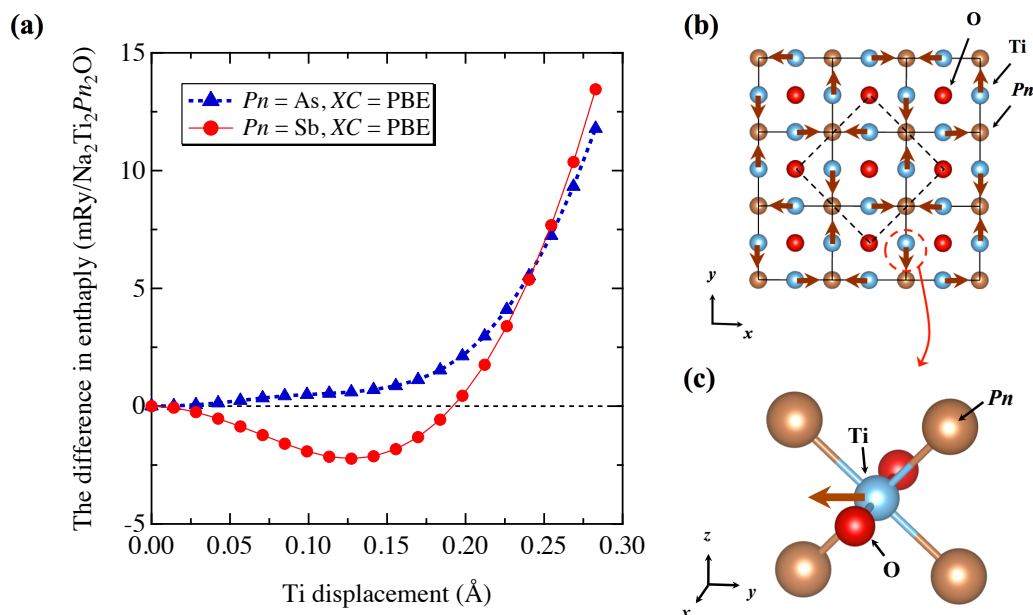 (a)
The difference in enthaply (mRy/Na₂Ti₂Pn₂O)
15
10
5
0
-5
Pn = As, XC = PBE
Pn = Sb, XC = PBE
0.00 0.05 0.10 0.15 0.20 0.25 0.30
Ti displacement (Å)
(b)
O
Ti
Pn
y
x
(c)
Pn
Ti
O
z
y
x